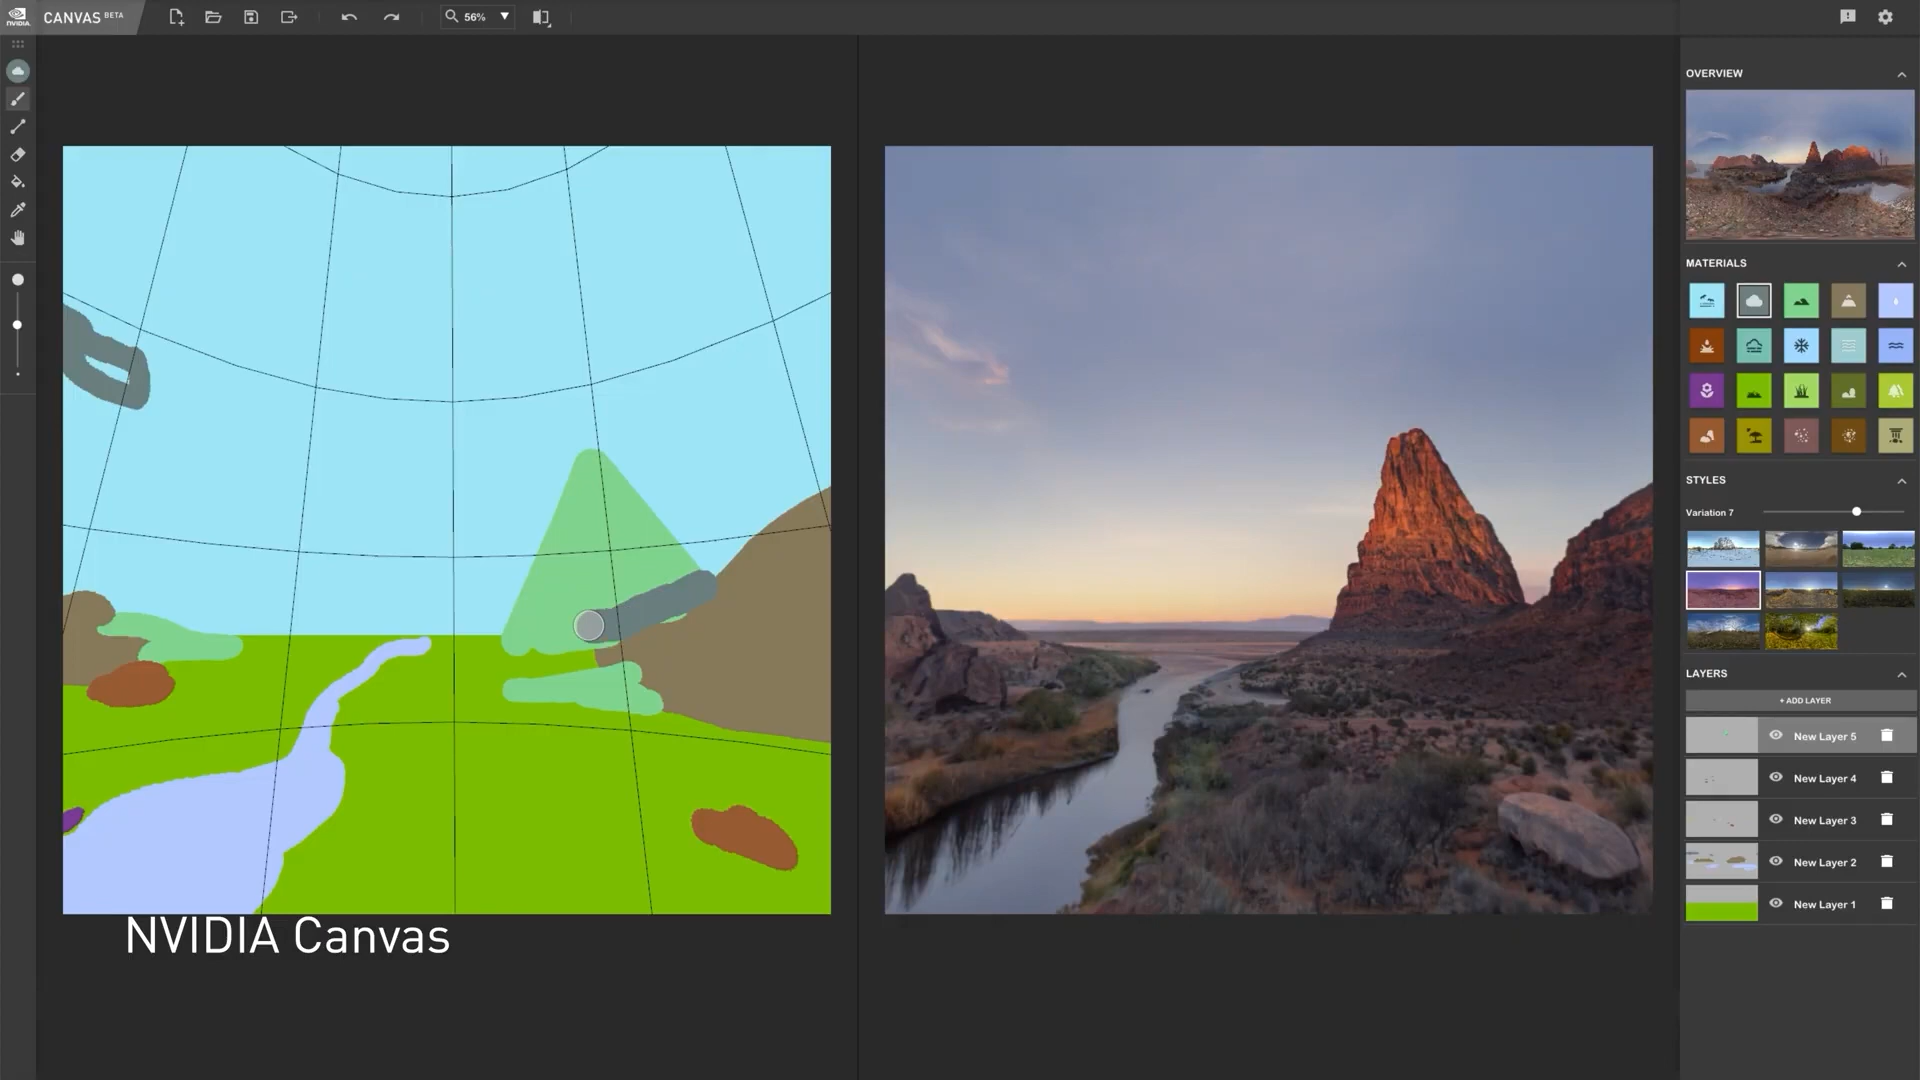 NVIDIA
CANVAS BETA
56%
OVERVIEW
MATERIALS
STYLES
Variation 7
LAYERS
+ ADD LAYER
New Layer 5
New Layer 4
New Layer 3
New Layer 2
New Layer 1
NVIDIA Canvas